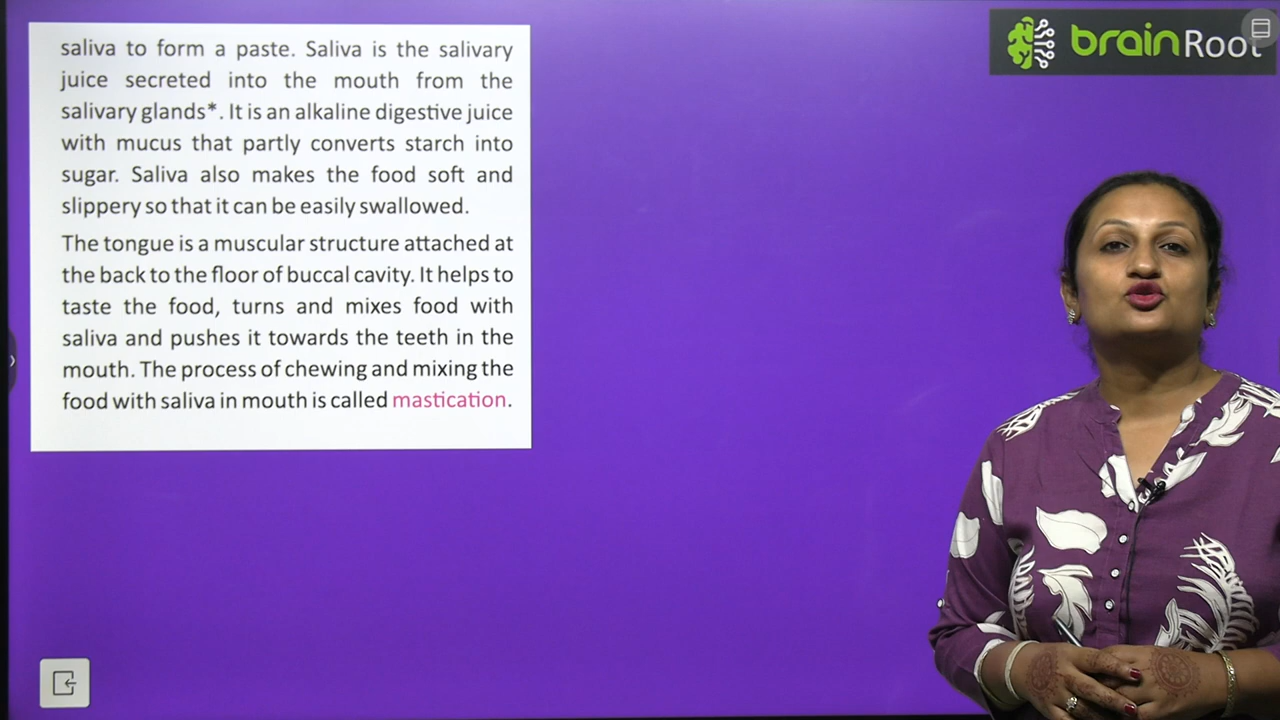 saliva to form a paste. Saliva is the salivary
juice secreted into the mouth from the
salivary glands*. It is an alkaline digestive juice
with mucus that partly converts starch into
sugar. Saliva also makes the food soft and
slippery so that it can be easily swallowed.
The tongue is a muscular structure attached at
the back to the floor of buccal cavity. It helps to
taste the food, turns and mixes food with
saliva and pushes it towards the teeth in the
mouth. The process of chewing and mixing the
food with saliva in mouth is called mastication.
brainRoot